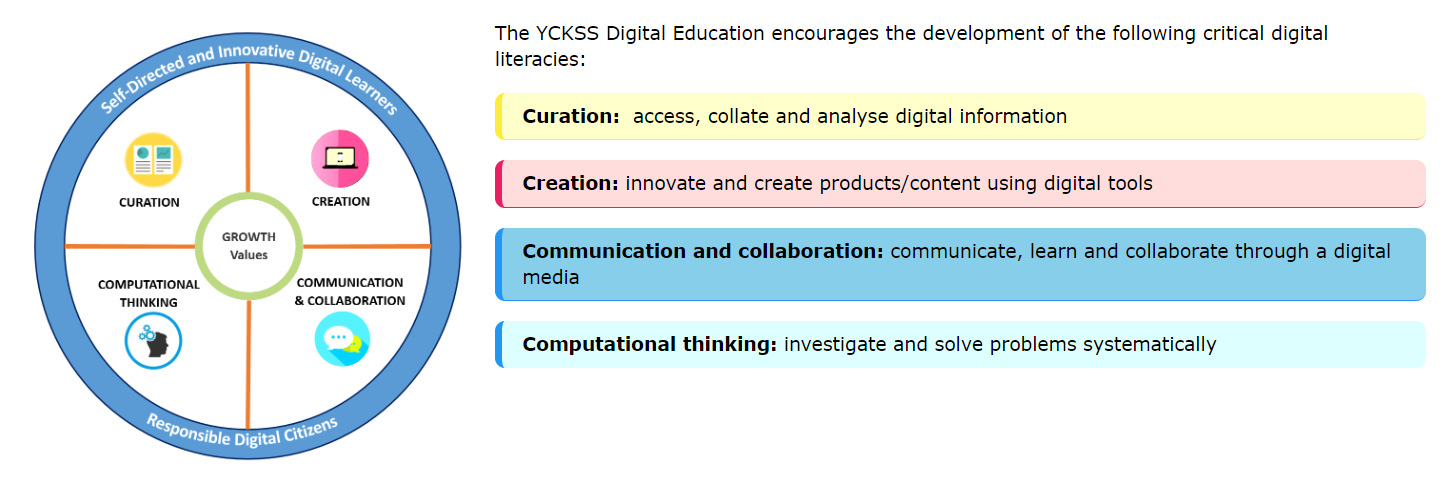 Self-Directed and Innovative Digital Learners
CURATION
CREATION
GROWTH
Values
COMPUTATIONAL
THINKING
COMMUNICATION
& COLLABORATION
Responsible Digital Citizens
The YCKSS Digital Education encourages the development of the following critical digital
literacies:
Curation:  access, collate and analyse digital information
Creation: innovate and create products/content using digital tools
Communication and collaboration: communicate, learn and collaborate through a digital
media
Computational thinking: investigate and solve problems systematically